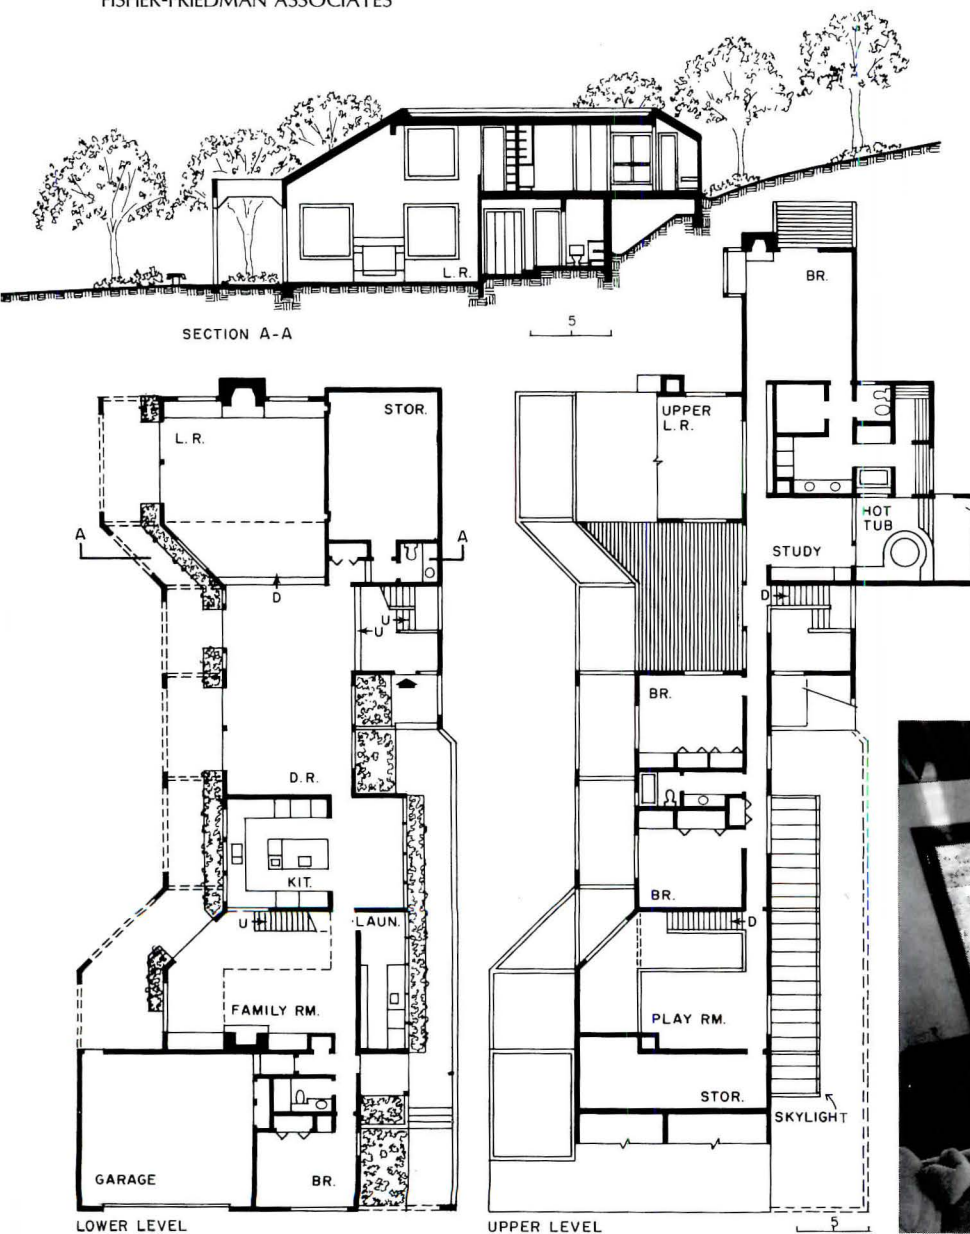 FISHER-FRIEDMAN ASSOCIATES
L.R.
SECTION A-A
5
BR.
STOR.
L.R.
UPPER
L.R.
A
A
HOT
TUB
STUDY
D
U
U
D
BR.
D.R.
KIT.
BR.
U
LAUN.
D
FAMILY RM.
PLAY RM.
STOR.
SKYLIGHT
GARAGE
BR.
LOWER LEVEL
UPPER LEVEL
5